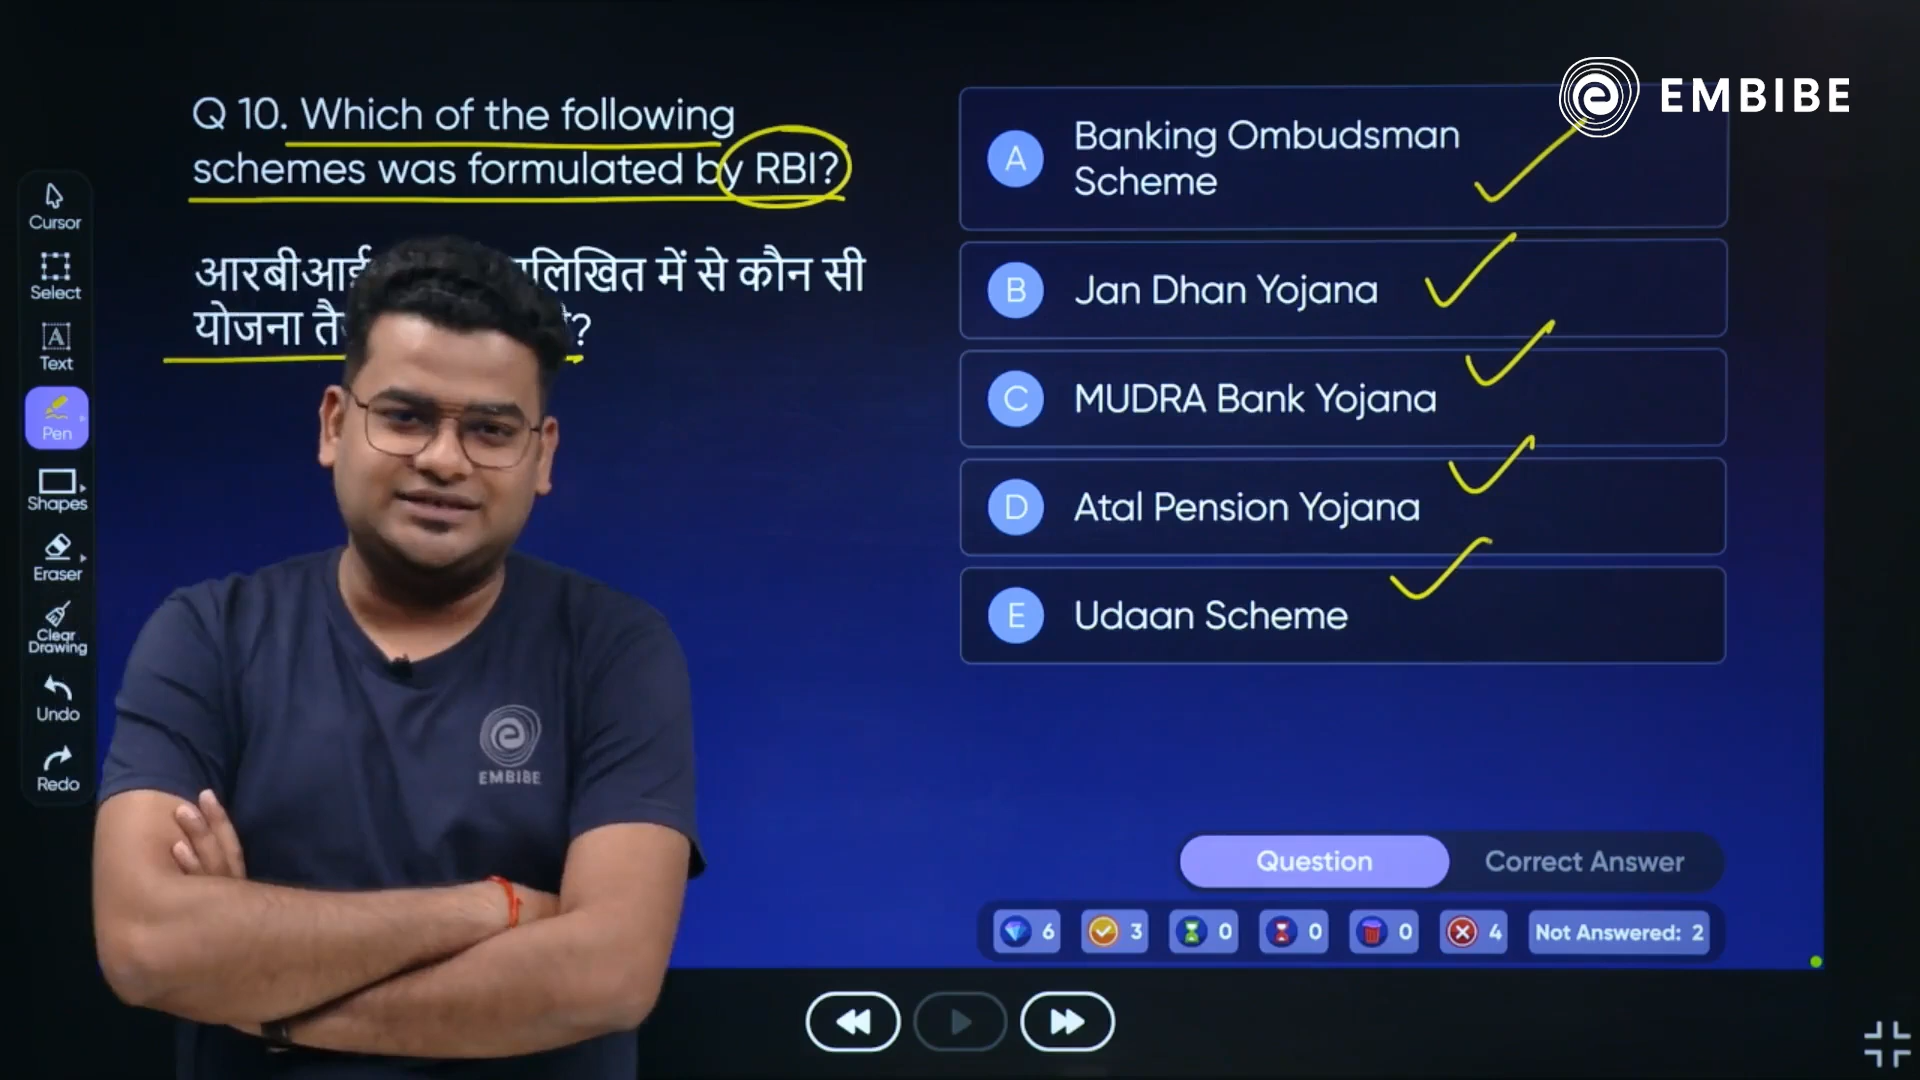 EMBIBE
Q 10. Which of the following
schemes was formulated by RBI?
आरबीआई लिखित में से कौन सी
योजना ?
A
Banking Ombudsman
Scheme
B
Jan Dhan Yojana
C
MUDRA Bank Yojana
D
Atal Pension Yojana
E
Udaan Scheme
Cursor
Select
A
Text
Pen
Shapes
Eraser
Clear
Drawing
Undo
Redo
EMBIBE
Question
Correct Answer
6
3
0
0
0
4
Not Answered: 2